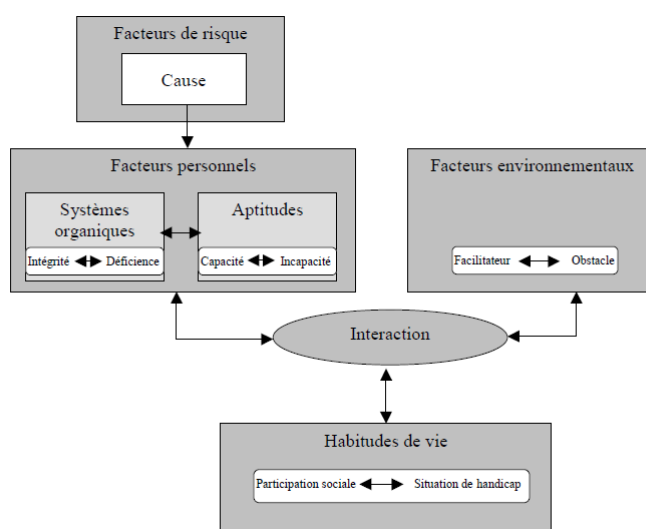 Facteurs de risque
Cause
Facteurs personnels
Systèmes
organiques
Intégrité Déficience
Aptitudes
Capacité Incapacité
Facteurs environnementaux
Facilitateur Obstacle
Interaction
Habitudes de vie
Participation sociale Situation de handicap